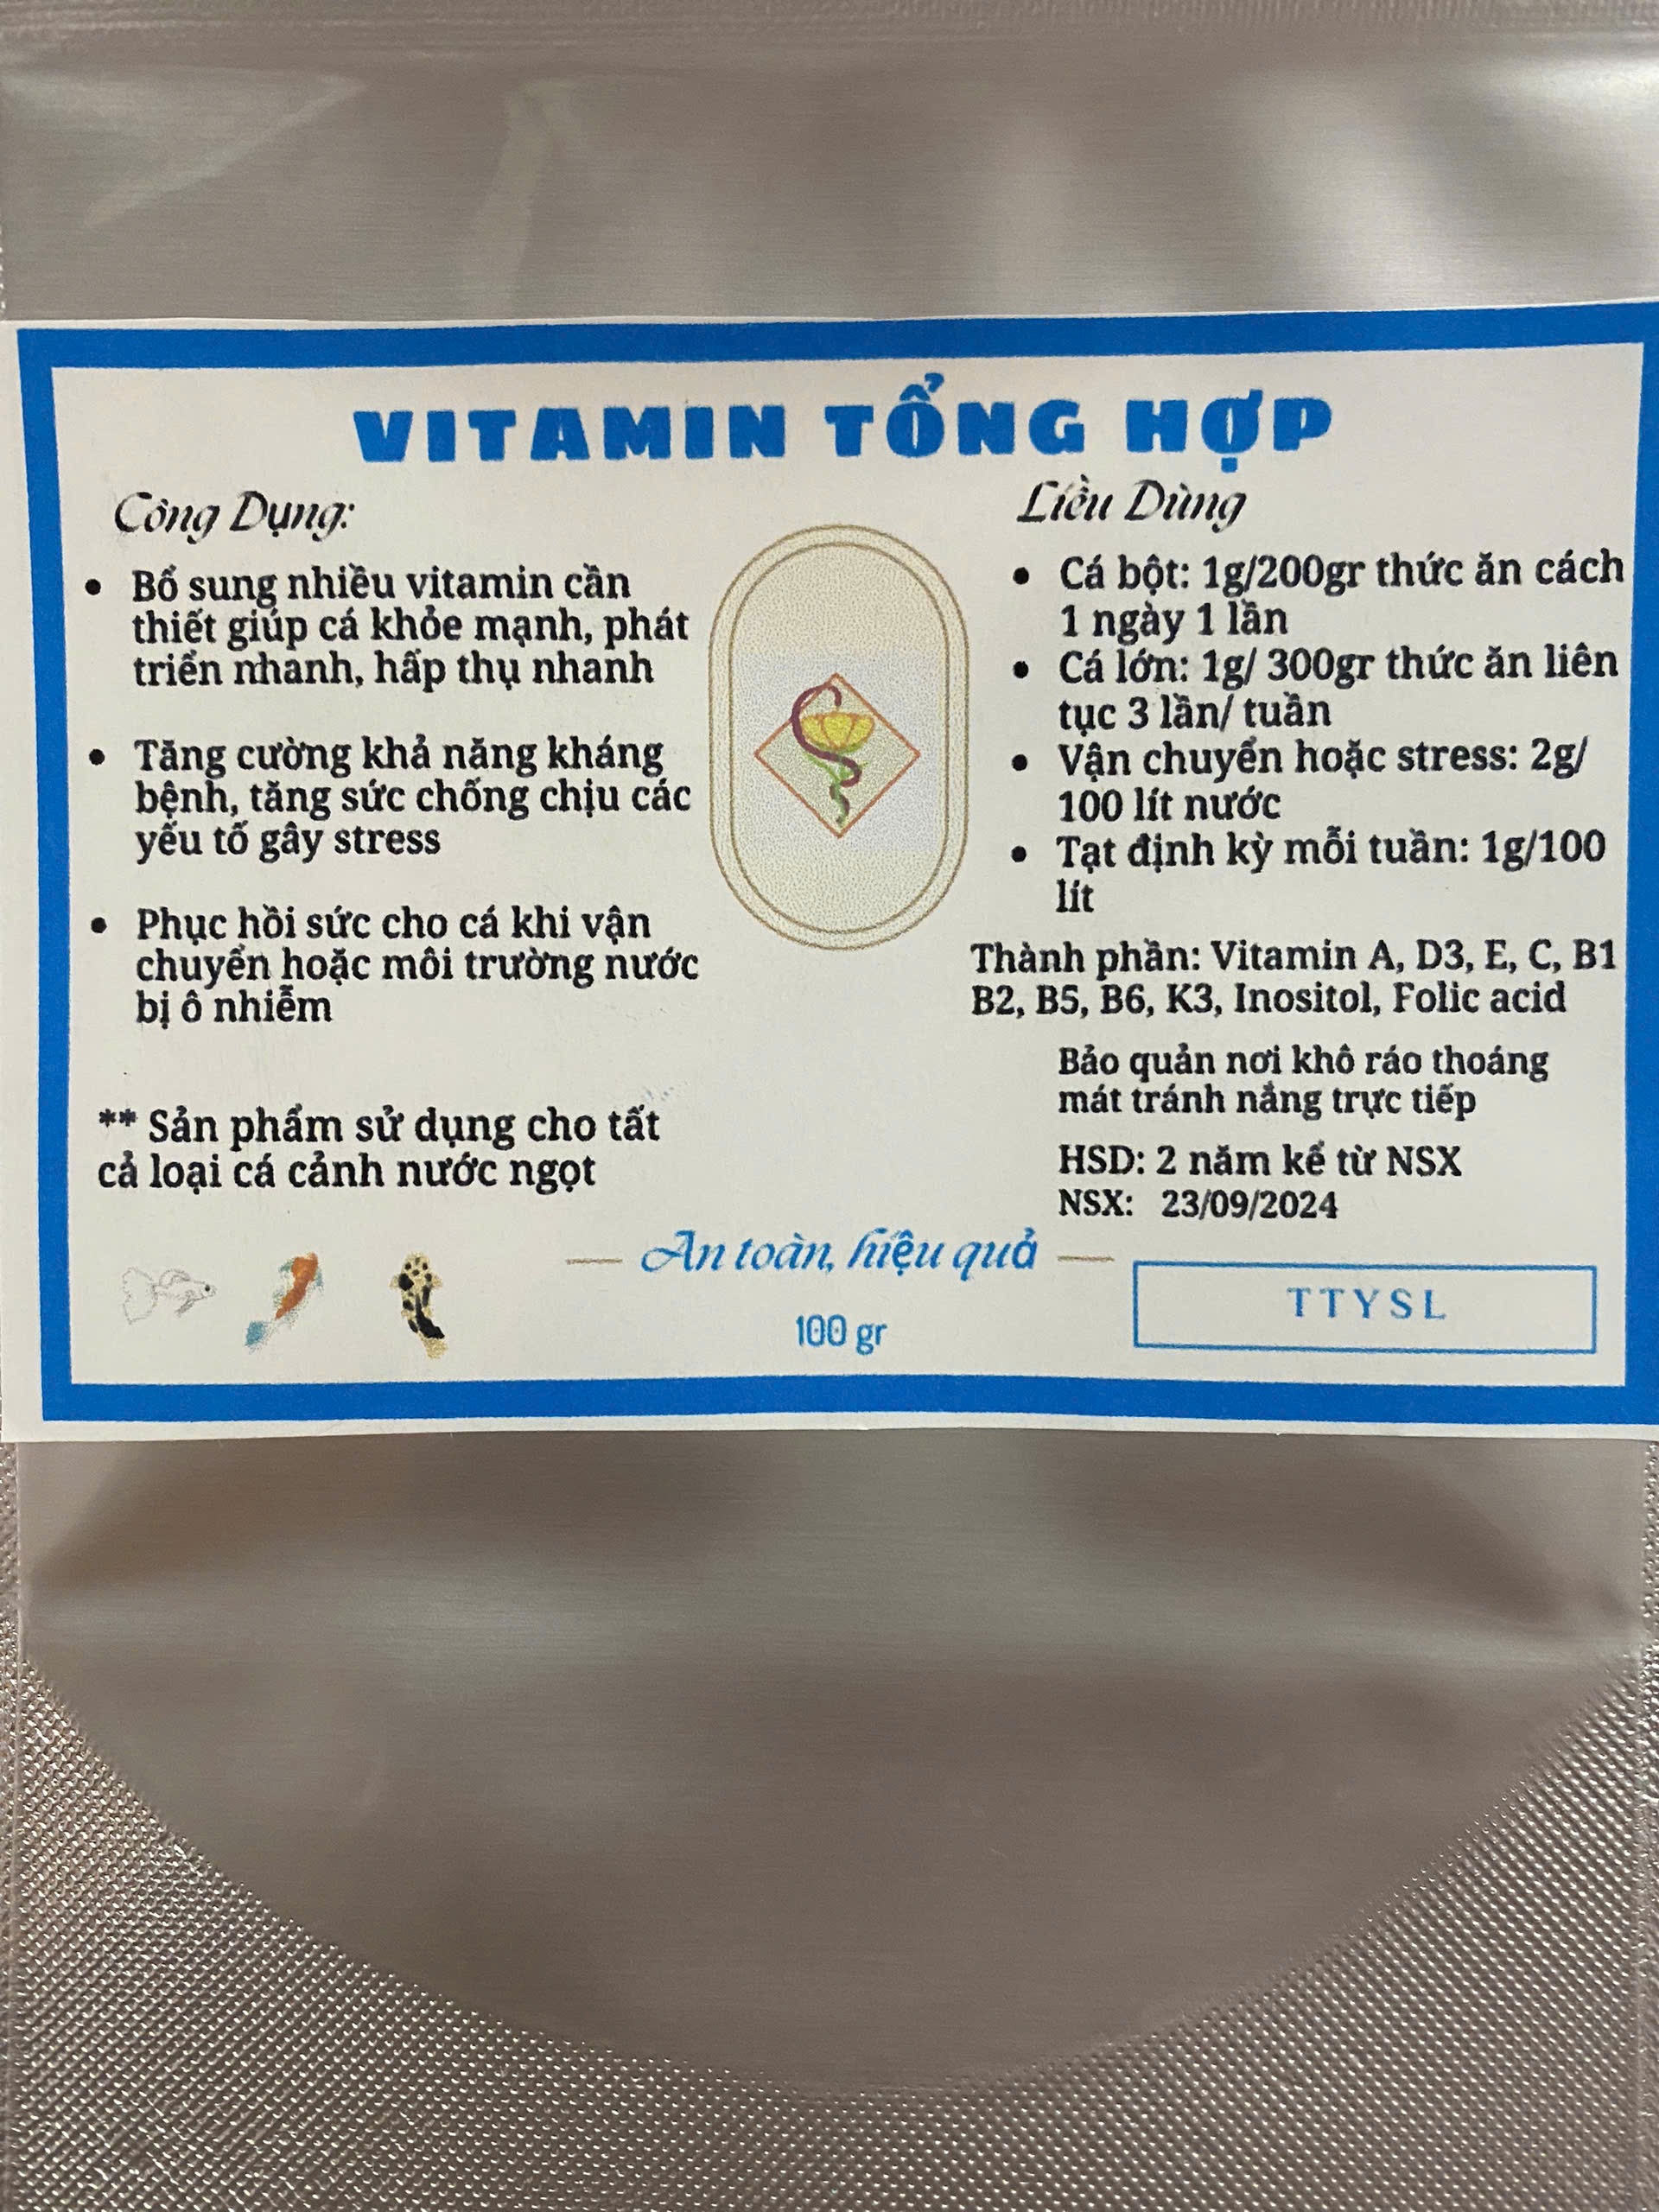 VITAMIN TỔNG HỢP
Công Dụng:
• Bổ sung nhiều vitamin cần
thiết giúp cá khỏe mạnh, phát
triển nhanh, hấp thụ nhanh
• Tăng cường khả năng kháng
bệnh, tăng sức chống chịu các
yếu tố gây stress
• Phục hồi sức cho cá khi vận
chuyển hoặc môi trường nước
bị ô nhiễm
** Sản phẩm sử dụng cho tất
cả loại cá cảnh nước ngọt
Liều Dùng
• Cá bột: 1g/200gr thức ăn cách
1 ngày 1 lần
• Cá lớn: 1g/ 300gr thức ăn liên
tục 3 lần/ tuần
• Vận chuyển hoặc stress: 2g/
100 lít nước
• Tạt định kỳ mỗi tuần: 1g/100
lít
Thành phần: Vitamin A, D3, E, C, B1
B2, B5, B6, K3, Inositol, Folic acid
Bảo quản nơi khô ráo thoáng
mát tránh nắng trực tiếp
HSD: 2 năm kể từ NSX
NSX: 23/09/2024
An toàn, hiệu quả
100 gr
TTYSL